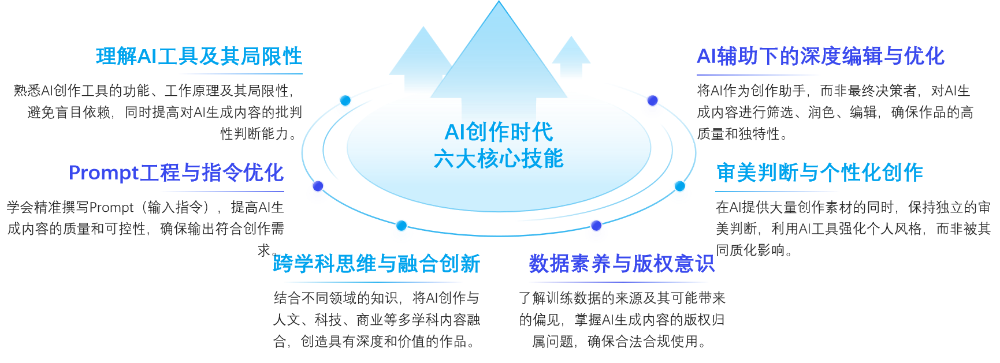 AI创作时代
六大核心技能
理解AI工具及其局限性
熟悉AI创作工具的功能、工作原理及其局限性，
避免盲目依赖，同时提高对AI生成内容的批判
性判断能力。
Prompt工程与指令优化
学会精准撰写Prompt（输入指令），提高AI生
成内容的质量和可控性，确保输出符合创作需
求。
跨学科思维与融合创新
结合不同领域的知识，将AI创作与
人文、科技、商业等多学科内容融
合，创造具有深度和价值的作品。
数据素养与版权意识
了解训练数据的来源及其可能带来
的偏见，掌握AI生成内容的版权归
属问题，确保合法合规使用。
审美判断与个性化创作
在AI提供大量创作素材的同时，保持独立的审
美判断，利用AI工具强化个人风格，而非被其
同质化影响。
AI辅助下的深度编辑与优化
将AI作为创作助手，而非最终决策者，对AI生
成内容进行筛选、润色、编辑，确保作品的高
质量和独特性。